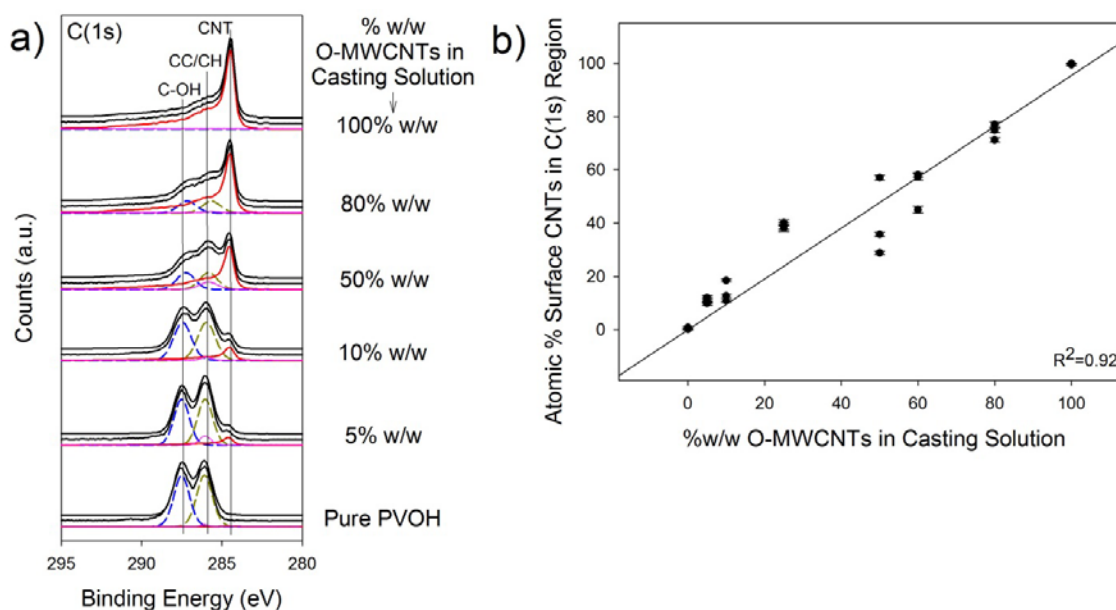 a)
C(1s)
CNT
CC/CH
C-OH
% w/w
O-MWCNTs in
Casting Solution
100% w/w
80% w/w
50% w/w
10% w/w
5% w/w
Pure PVOH
Counts (a.u.)
295 290 285 280
Binding Energy (eV)
b)
Atomic % Surface CNTs in C(1s) Region
100
80
60
40
20
0
R²=0.92
0 20 40 60 80 100
%w/w O-MWCNTs in Casting Solution